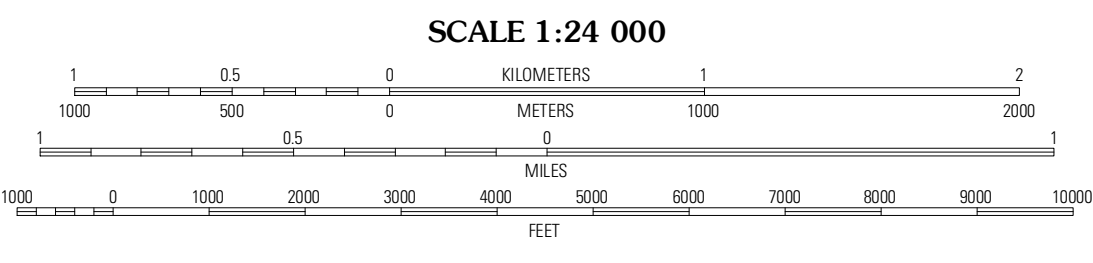 SCALE 1:24 000
1 0.5 0 KILOMETERS 1 2
1000 500 0 METERS 1000 2000
1 0.5 0 1
MILES
1000 0 1000 2000 3000 4000 5000 6000 7000 8000 9000 10000
FEET